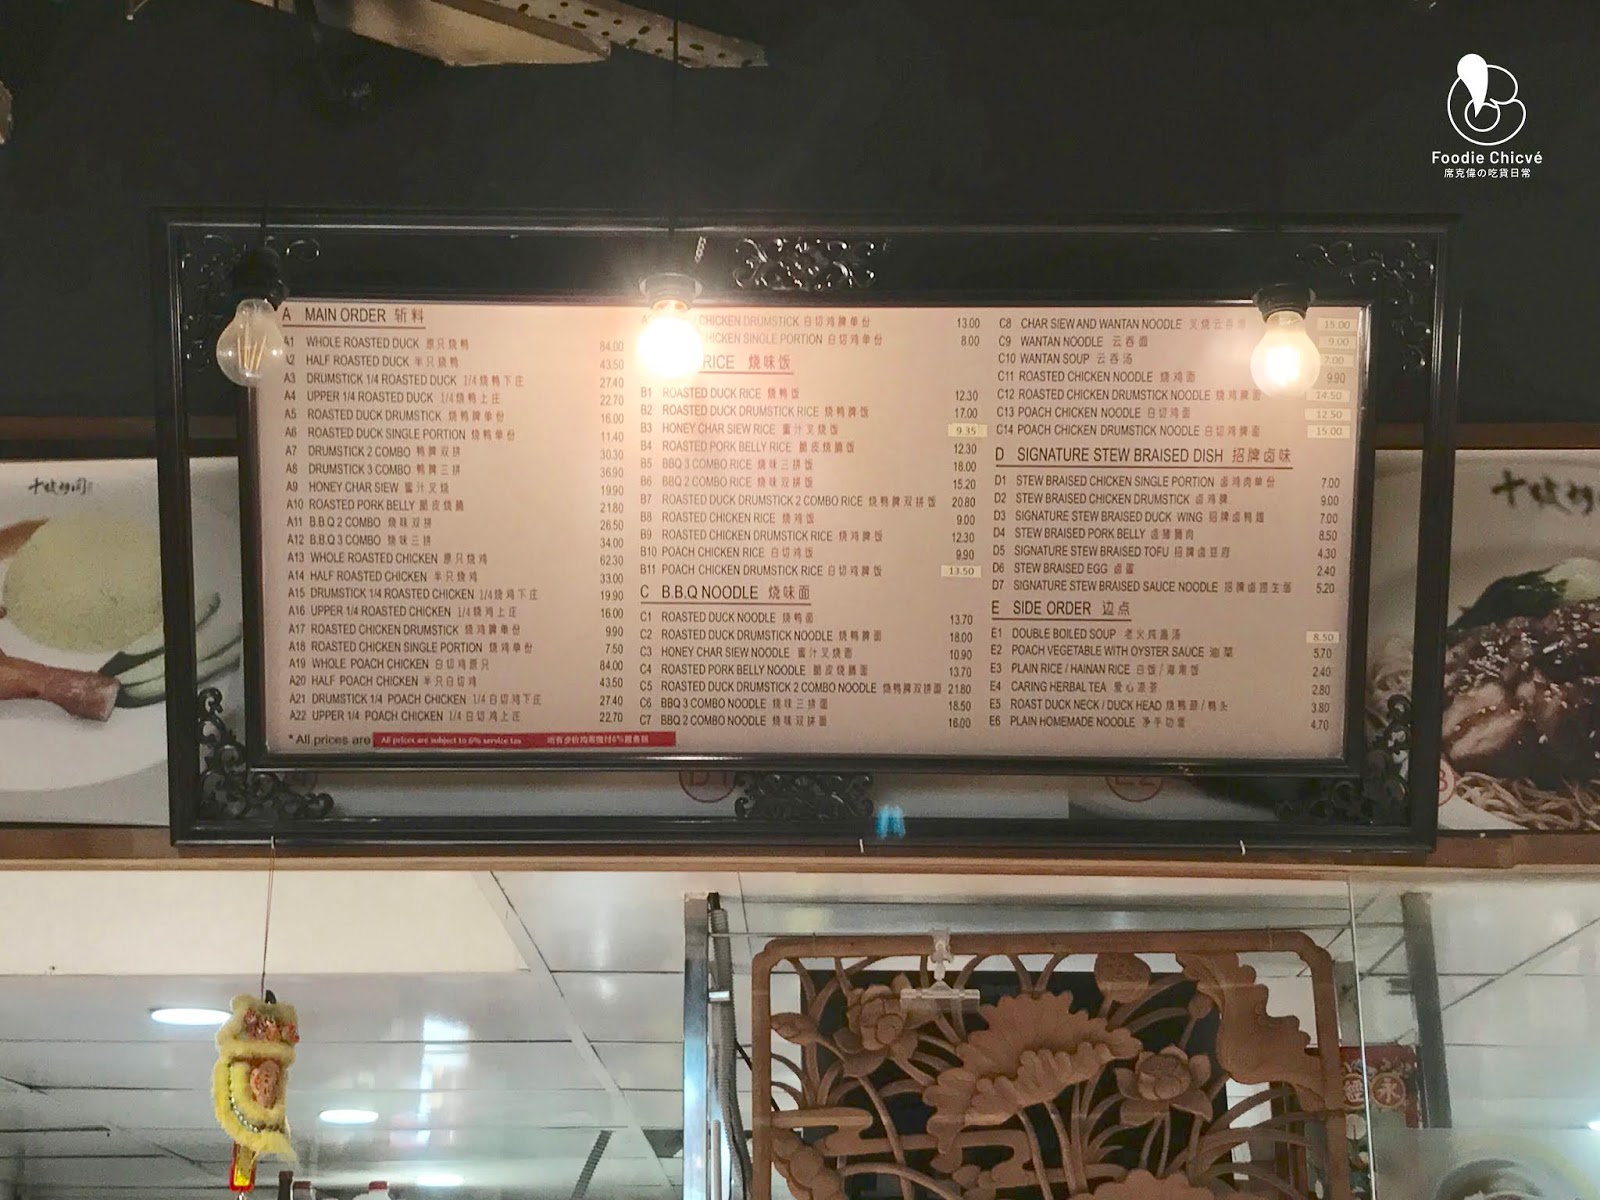 Foodie Chicvé
席克偉の吃貨日常
A MAIN ORDER 斩料
A1 WHOLE ROASTED DUCK 原只烧鸭 84.00
A2 HALF ROASTED DUCK 半只烧鸭 43.50
A3 DRUMSTICK 1/4 ROASTED DUCK 1/4烧鸭下庄 27.40
A4 UPPER 1/4 ROASTED DUCK 1/4烧鸭上庄 22.70
A5 ROASTED DUCK DRUMSTICK 烧鸭脾单份 16.00
A6 ROASTED DUCK SINGLE PORTION 烧鸭单份 11.40
A7 DRUMSTICK 2 COMBO 鸭脾双拼 30.30
A8 DRUMSTICK 3 COMBO 鸭脾三拼 36.90
A9 HONEY CHAR SIEW 蜜汁叉烧 19.90
A10 ROASTED PORK BELLY 脆皮烧腩 21.80
A11 B.B.Q 2 COMBO 烧味双拼 26.50
A12 B.B.Q 3 COMBO 烧味三拼 34.00
A13 WHOLE ROASTED CHICKEN 原只烧鸡 62.30
A14 HALF ROASTED CHICKEN 半只烧鸡 33.00
A15 DRUMSTICK 1/4 ROASTED CHICKEN 1/4烧鸡下庄 19.90
A16 UPPER 1/4 ROASTED CHICKEN 1/4烧鸡上庄 16.00
A17 ROASTED CHICKEN DRUMSTICK 烧鸡脾单份 9.90
A18 ROASTED CHICKEN SINGLE PORTION 烧鸡单份 7.50
A19 WHOLE POACH CHICKEN 白切鸡原只 84.00
A20 HALF POACH CHICKEN 半只白切鸡 43.50
A21 DRUMSTICK 1/4 POACH CHICKEN 1/4白切鸡下庄 27.40
A22 UPPER 1/4 POACH CHICKEN 1/4白切鸡上庄 22.70
* All prices are All prices are subject to 6% service tax
CHICKEN DRUMSTICK 白切鸡脾单份 13.00
CHICKEN SINGLE PORTION 白切鸡单份 8.00
RICE 烧味饭
B1 ROASTED DUCK RICE 烧鸭饭 12.30
B2 ROASTED DUCK DRUMSTICK RICE 烧鸭脾饭 17.00
B3 HONEY CHAR SIEW RICE 蜜汁叉烧饭 9.35
B4 ROASTED PORK BELLY RICE 脆皮烧腩饭 12.30
B5 BBQ 3 COMBO RICE 烧味三拼饭 18.00
B6 BBQ 2 COMBO RICE 烧味双拼饭 15.20
B7 ROASTED DUCK DRUMSTICK 2 COMBO RICE 烧鸭脾双拼饭 20.80
B8 ROASTED CHICKEN RICE 烧鸡饭 9.00
B9 ROASTED CHICKEN DRUMSTICK RICE 烧鸡脾饭 12.30
B10 POACH CHICKEN RICE 白切鸡饭 9.90
B11 POACH CHICKEN DRUMSTICK RICE 白切鸡脾饭 13.50
C B.B.Q NOODLE 烧味面
C1 ROASTED DUCK NOODLE 烧鸭面 13.70
C2 ROASTED DUCK DRUMSTICK NOODLE 烧鸭脾面 18.00
C3 HONEY CHAR SIEW NOODLE 蜜汁叉烧面 10.90
C4 ROASTED PORK BELLY NOODLE 脆皮烧腩面 13.70
C5 ROASTED DUCK DRUMSTICK 2 COMBO NOODLE 烧鸭脾双拼面 21.80
C6 BBQ 3 COMBO NOODLE 烧味三拼面 18.50
C7 BBQ 2 COMBO NOODLE 烧味双拼面 16.00
C8 CHAR SIEW AND WANTAN NOODLE 叉烧云吞 15.00
C9 WANTAN NOODLE 云吞面 9.00
C10 WANTAN SOUP 云吞汤 7.00
C11 ROASTED CHICKEN NOODLE 烧鸡面 9.90
C12 ROASTED CHICKEN DRUMSTICK NOODLE 烧鸡脾面 14.50
C13 POACH CHICKEN NOODLE 白切鸡面 12.50
C14 POACH CHICKEN DRUMSTICK NOODLE 白切鸡脾面 15.00
D SIGNATURE STEW BRAISED DISH 招牌卤味
D1 STEW BRAISED CHICKEN SINGLE PORTION 卤鸡肉单份 7.00
D2 STEW BRAISED CHICKEN DRUMSTICK 卤鸡脾 9.00
D3 SIGNATURE STEW BRAISED DUCK WING 招牌卤鸭翅 7.00
D4 STEW BRAISED PORK BELLY 卤猪腩肉 8.50
D5 SIGNATURE STEW BRAISED TOFU 招牌卤豆腐 4.30
D6 STEW BRAISED EGG 卤蛋 2.40
D7 SIGNATURE STEW BRAISED SAUCE NOODLE 招牌卤捞生面 5.20
E SIDE ORDER 边点
E1 DOUBLE BOILED SOUP 老火炖汤 8.50
E2 POACH VEGETABLE WITH OYSTER SAUCE 油菜 5.70
E3 PLAIN RICE / HAINAN RICE 白饭/海南饭 2.40
E4 CARING HERBAL TEA 爱心凉茶 2.80
E5 ROAST DUCK NECK / DUCK HEAD 烧鸭颈/鸭头 3.80
E6 PLAIN HOMEMADE NOODLE 净手切面 4.70